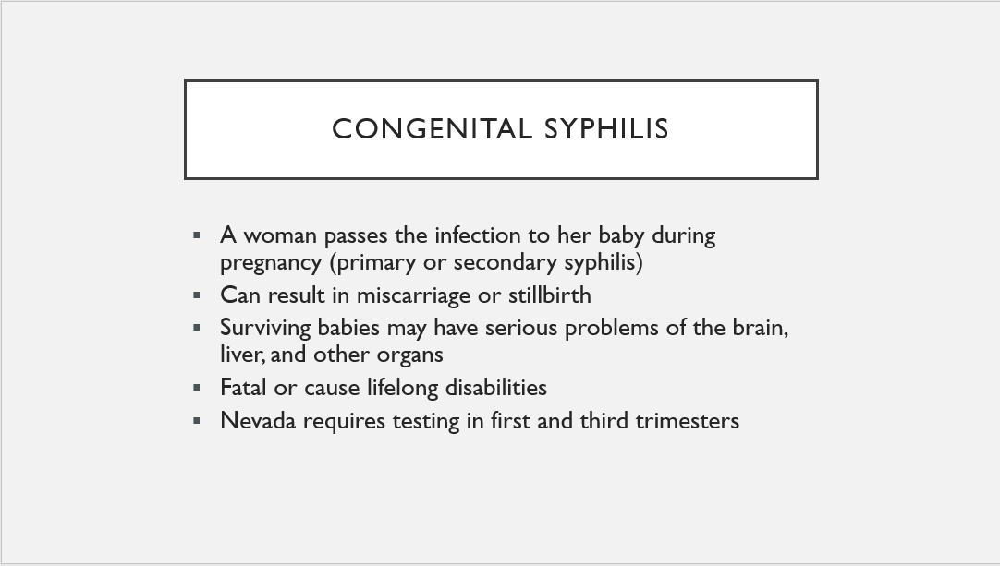 CONGENITAL SYPHILIS
▪ A woman passes the infection to her baby during
pregnancy (primary or secondary syphilis)
▪ Can result in miscarriage or stillbirth
▪ Surviving babies may have serious problems of the brain,
liver, and other organs
▪ Fatal or cause lifelong disabilities
▪ Nevada requires testing in first and third trimesters